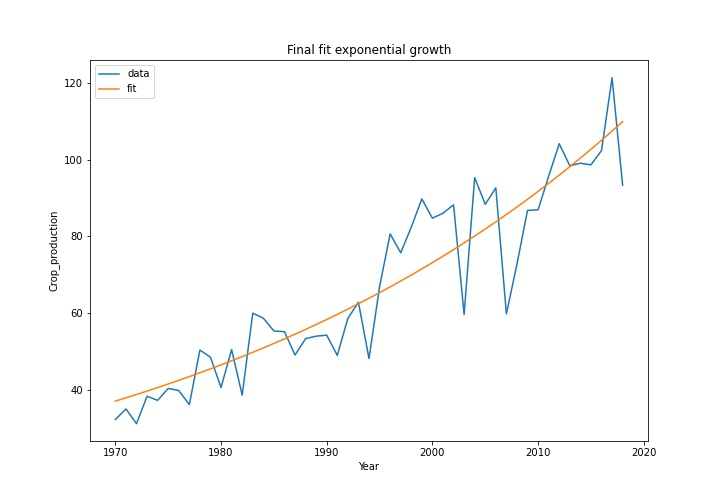 Final fit exponential growth
data
fit
120
100
80
60
40
Crop_production
1970
1980
1990
2000
2010
2020
Year